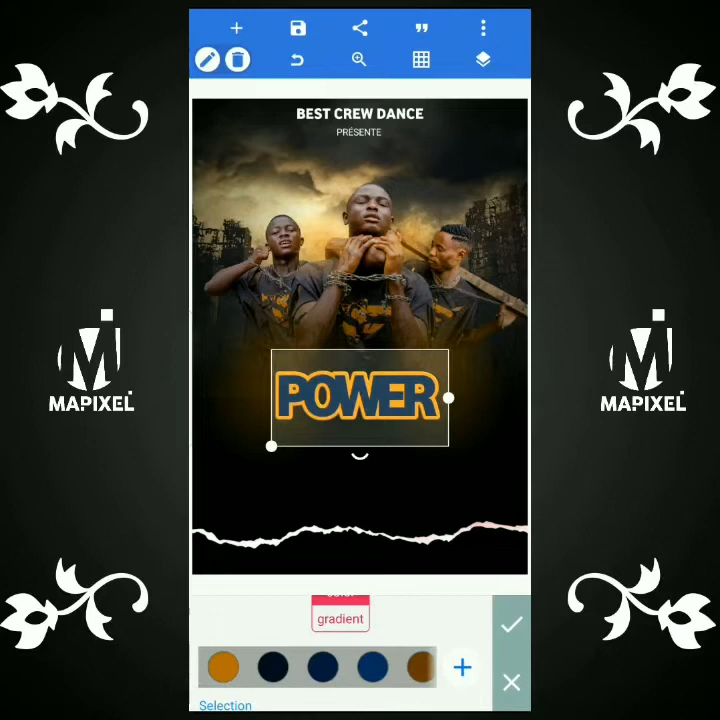 BEST CREW DANCE
PRÉSENTE
POWER
MAPIXEL
MAPIXEL
gradient
Selection